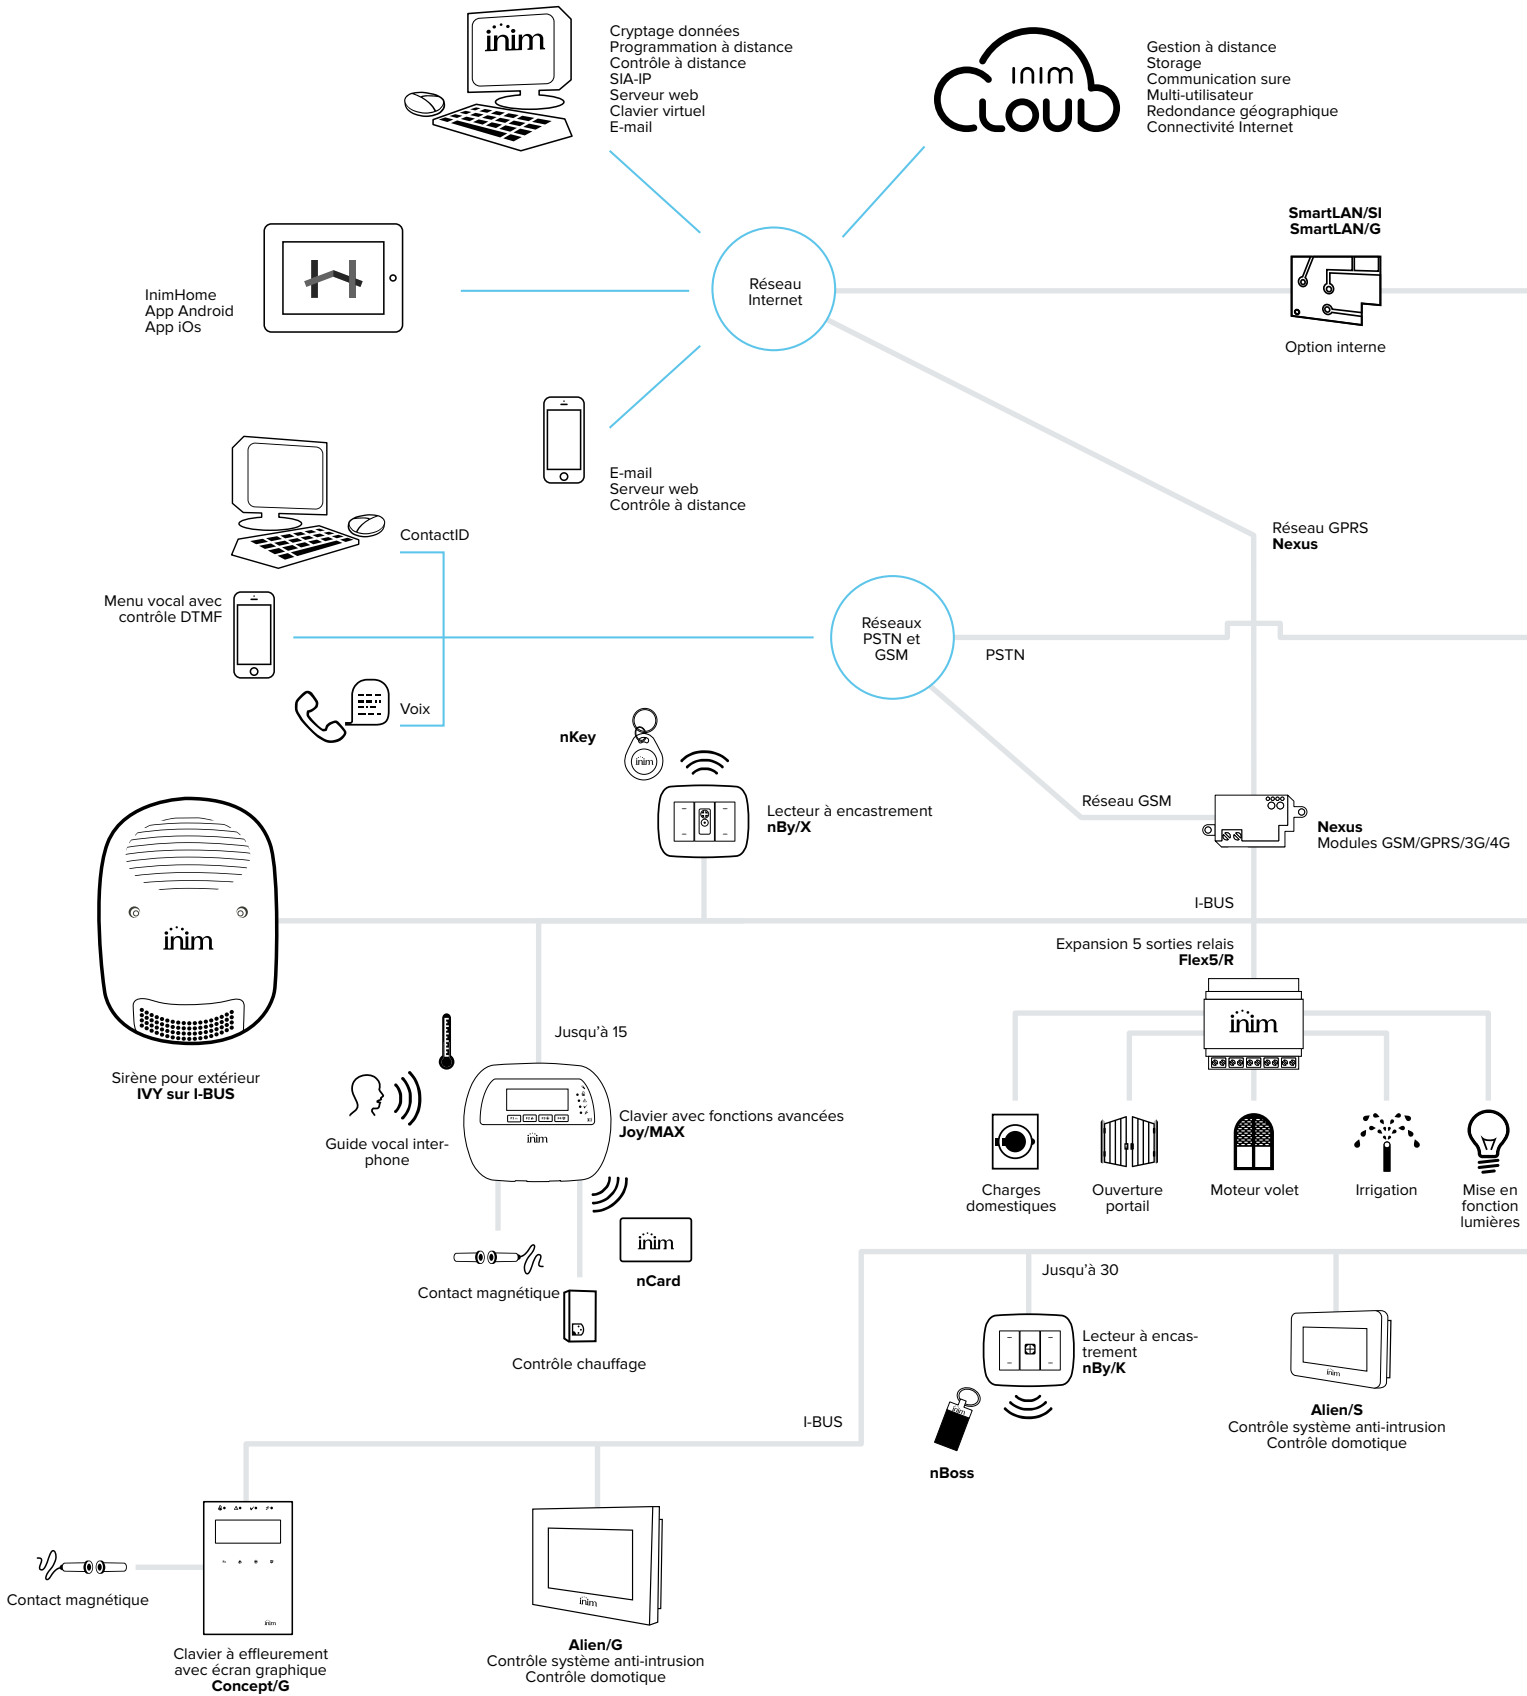 inim
Cryptage données
Programmation à distance
Contrôle à distance
SIA-IP
Serveur web
Clavier virtuel
E-mail
INIM
CLOUD
Gestion à distance
Storage
Communication sure
Multi-utilisateur
Redondance géographique
Connectivité Internet
SmartLAN/SI
SmartLAN/G
Option interne
Réseau
Internet
InimHome
App Android
App iOs
E-mail
Serveur web
Contrôle à distance
ContactID
Menu vocal avec
contrôle DTMF
Voix
Réseaux
PSTN et
GSM
PSTN
Réseau GPRS
Nexus
nKey
inim
Lecteur à encastrement
nBy/X
Réseau GSM
Nexus
Modules GSM/GPRS/3G/4G
I-BUS
inim
Sirène pour extérieur
IVY sur I-BUS
Expansion 5 sorties relais
Flex5/R
inim
Jusqu'à 15
Guide vocal inter-
phone
Clavier avec fonctions avancées
Joy/MAX
inim
Charges
domestiques
Ouverture
portail
Moteur volet
Irrigation
Mise en
fonction
lumières
inim
nCard
Contact magnétique
Contrôle chauffage
Jusqu'à 30
Lecteur à encas-
trement
nBy/K
inim
nBoss
inim
Alien/S
Contrôle système anti-intrusion
Contrôle domotique
I-BUS
Contact magnétique
inim
Clavier à effleurement
avec écran graphique
Concept/G
inim
Alien/G
Contrôle système anti-intrusion
Contrôle domotique